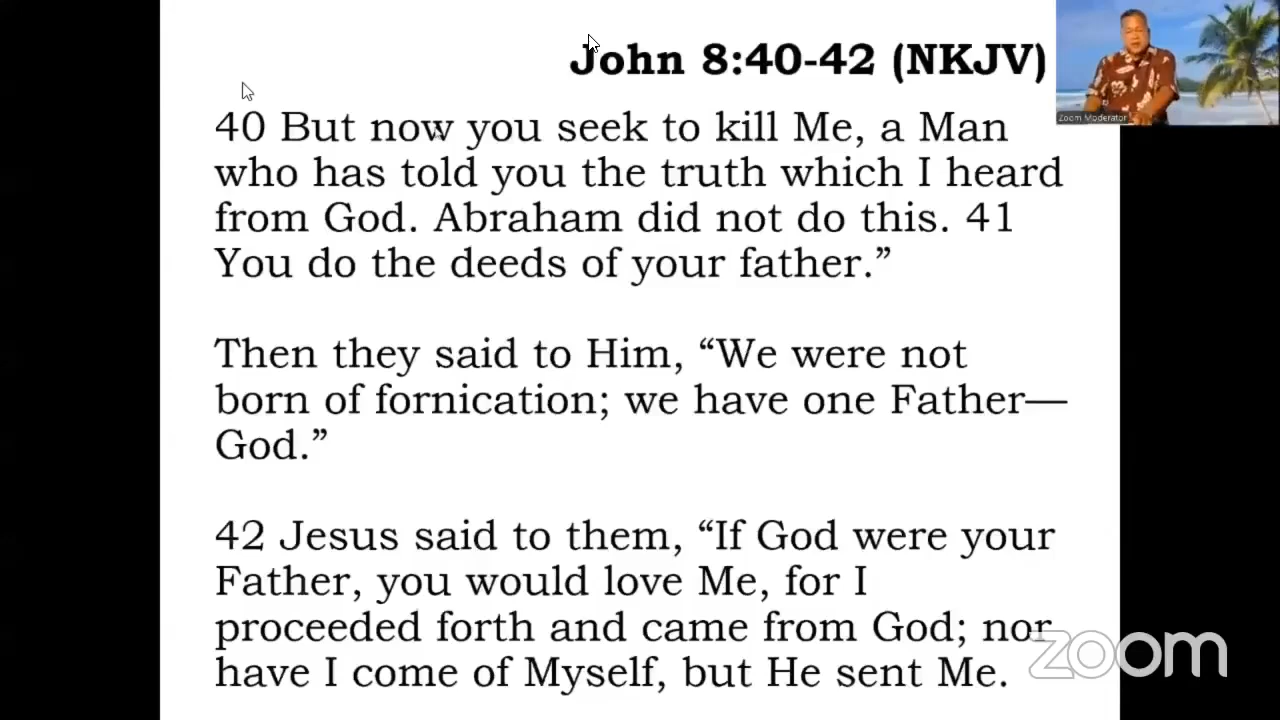 John 8:40-42 (NKJV)
Zoom Moderator
40 But now you seek to kill Me, a Man
who has told you the truth which I heard
from God. Abraham did not do this. 41
You do the deeds of your father.”
Then they said to Him, “We were not
born of fornication; we have one Father—
God.”
42 Jesus said to them, “If God were your
Father, you would love Me, for I
proceeded forth and came from God; nor
have I come of Myself, but He sent Me.
zoom